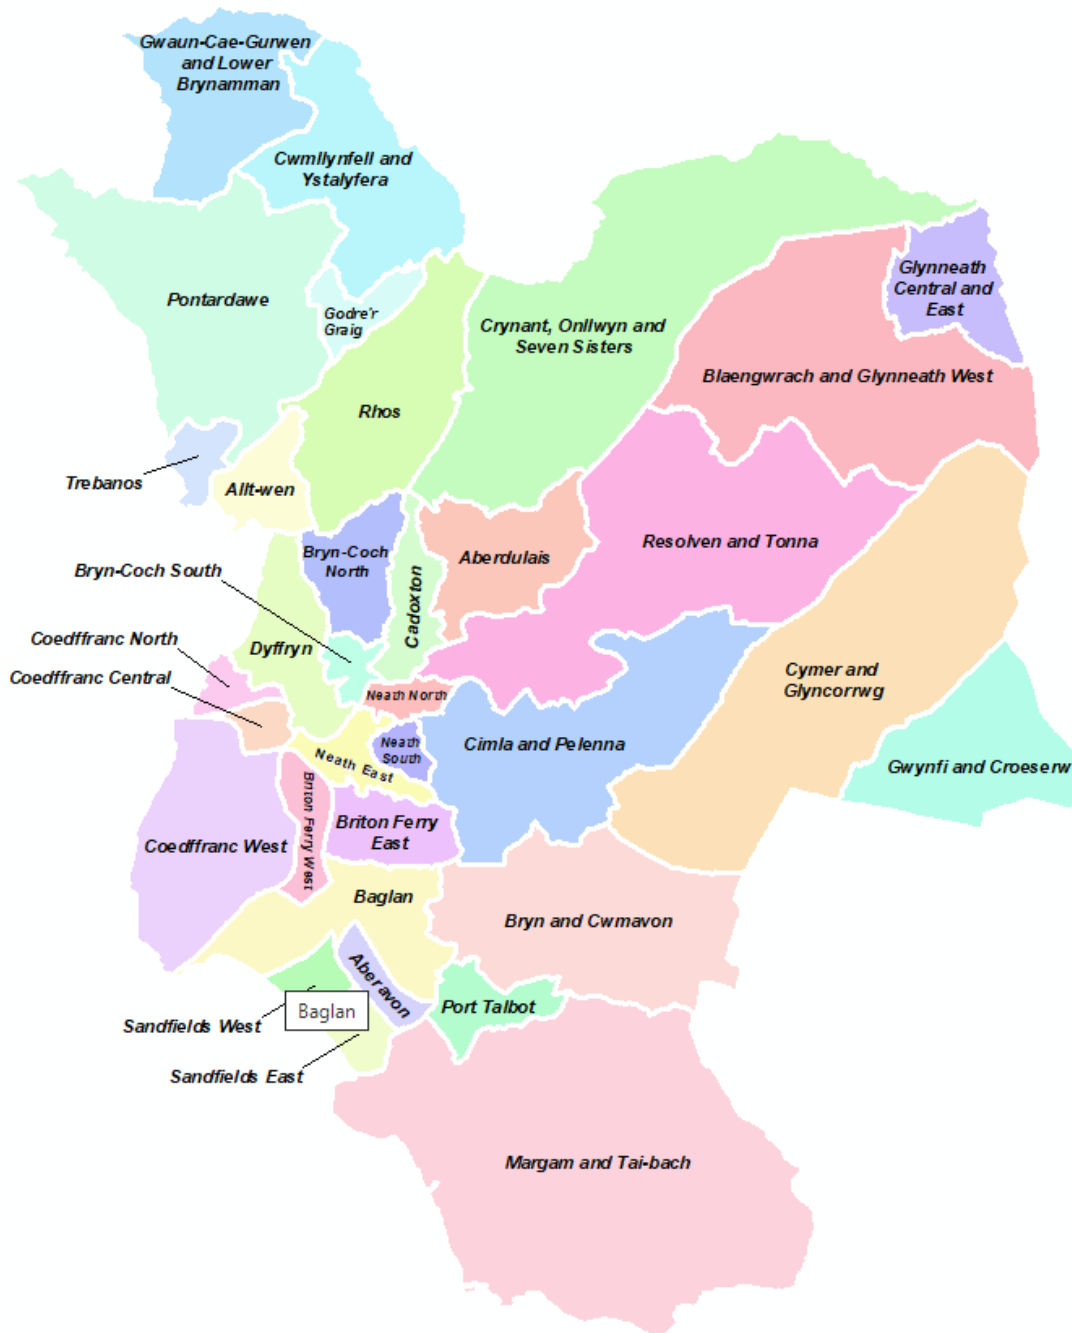 Gwaun-Cae-Gurwen
and Lower
Brynamman
Cwmllynfell and
Ystalyfera
Pontardawe
Godre'r
Graig
Crynant, Onllwyn and
Seven Sisters
Glynneath
Central and
East
Blaengwrach and Glynneath West
Rhos
Trebanos
Allt-wen
Bryn-Coch
North
Aberdulais
Resolven and Tonna
Bryn-Coch South
Cadoxton
Coedffranc North
Dyffryn
Coedffranc Central
Neath North
Cymer and
Glyncorrwg
Neath
South
Neath East
Cimla and Pelenna
Gwynfi and Croeserw
Coedffranc West
Briton Ferry West
Briton Ferry
East
Baglan
Bryn and Cwmavon
Aberavon
Port Talbot
Baglan
Sandfields West
Sandfields East
Margam and Tai-bach